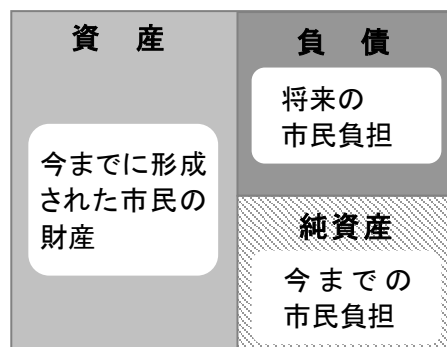 資 産
今までに形成
された市民の
財産
負 債
将来の
市民負担
純資産
今までの
市民負担